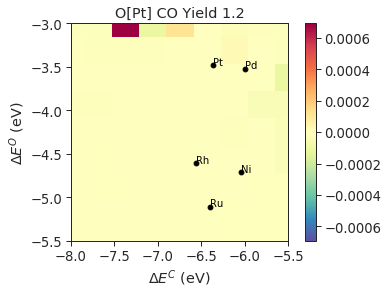 O[Pt] CO Yield 1.2
−3.0
−3.5
−4.0
−4.5
−5.0
−5.5
ΔE^O (eV)
Pt
Pd
Rh
Ni
Ru
−8.0 −7.5 −7.0 −6.5 −6.0 −5.5
ΔE^C (eV)
0.0006
0.0004
0.0002
0.0000
−0.0002
−0.0004
−0.0006